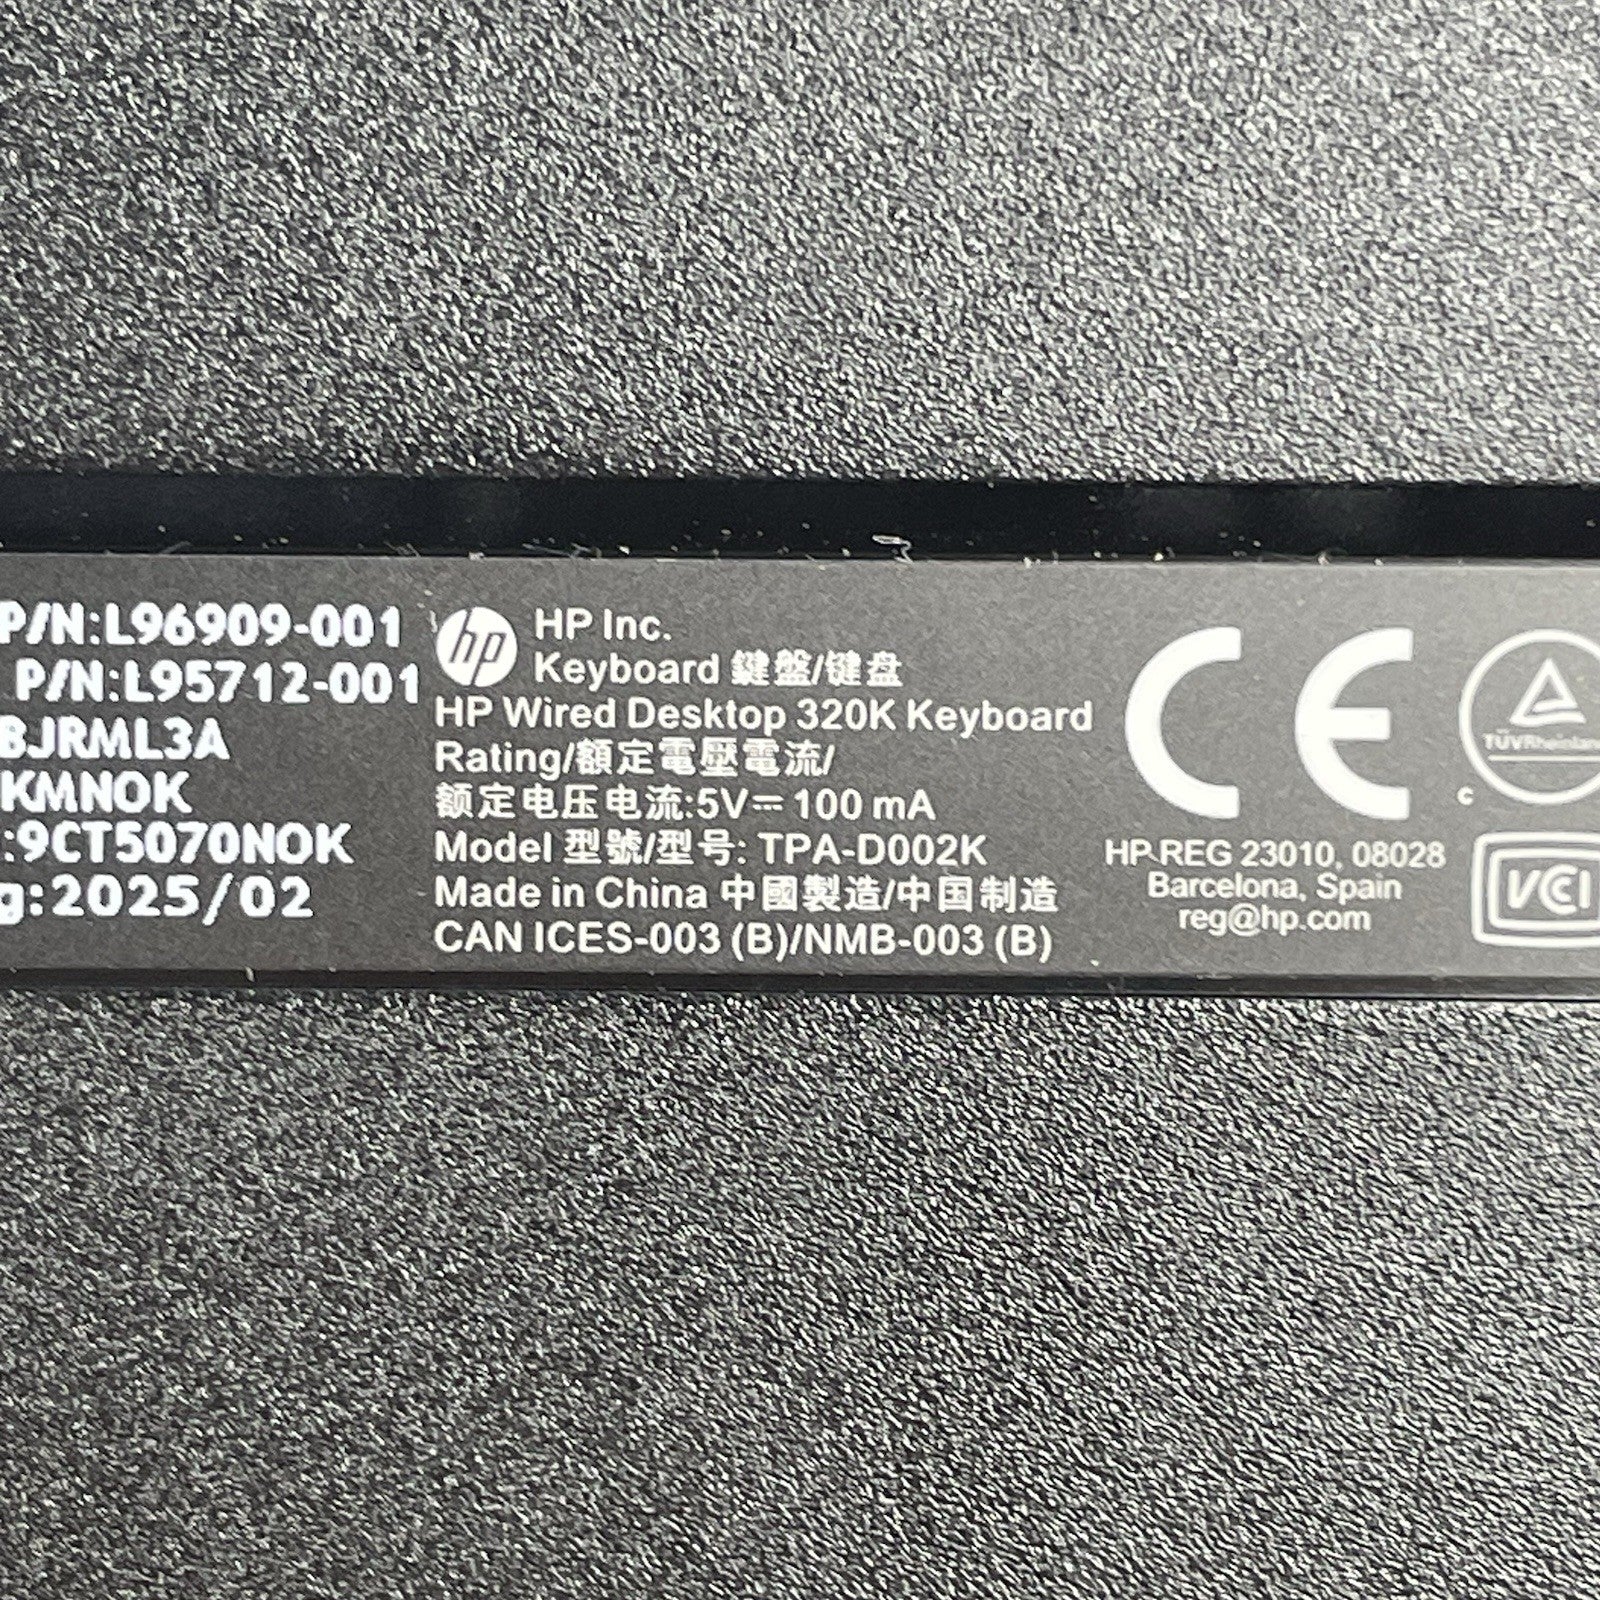 P/N:L96909-001
P/N:L95712-001
BJRML3A
KMNOK
:9CT5070NOK
g:2025/02
hp
HP Inc.
Keyboard 鍵盤/键盘
HP Wired Desktop 320K Keyboard
Rating/額定電壓電流/
额定电压电流:5V⎓100 mA
Model 型號/型号: TPA-D002K
Made in China 中國製造/中国制造
CAN ICES-003 (B)/NMB-003 (B)
CE
HP REG 23010, 08028
Barcelona, Spain
reg@hp.com
TÜVRheinland
c
VCCI